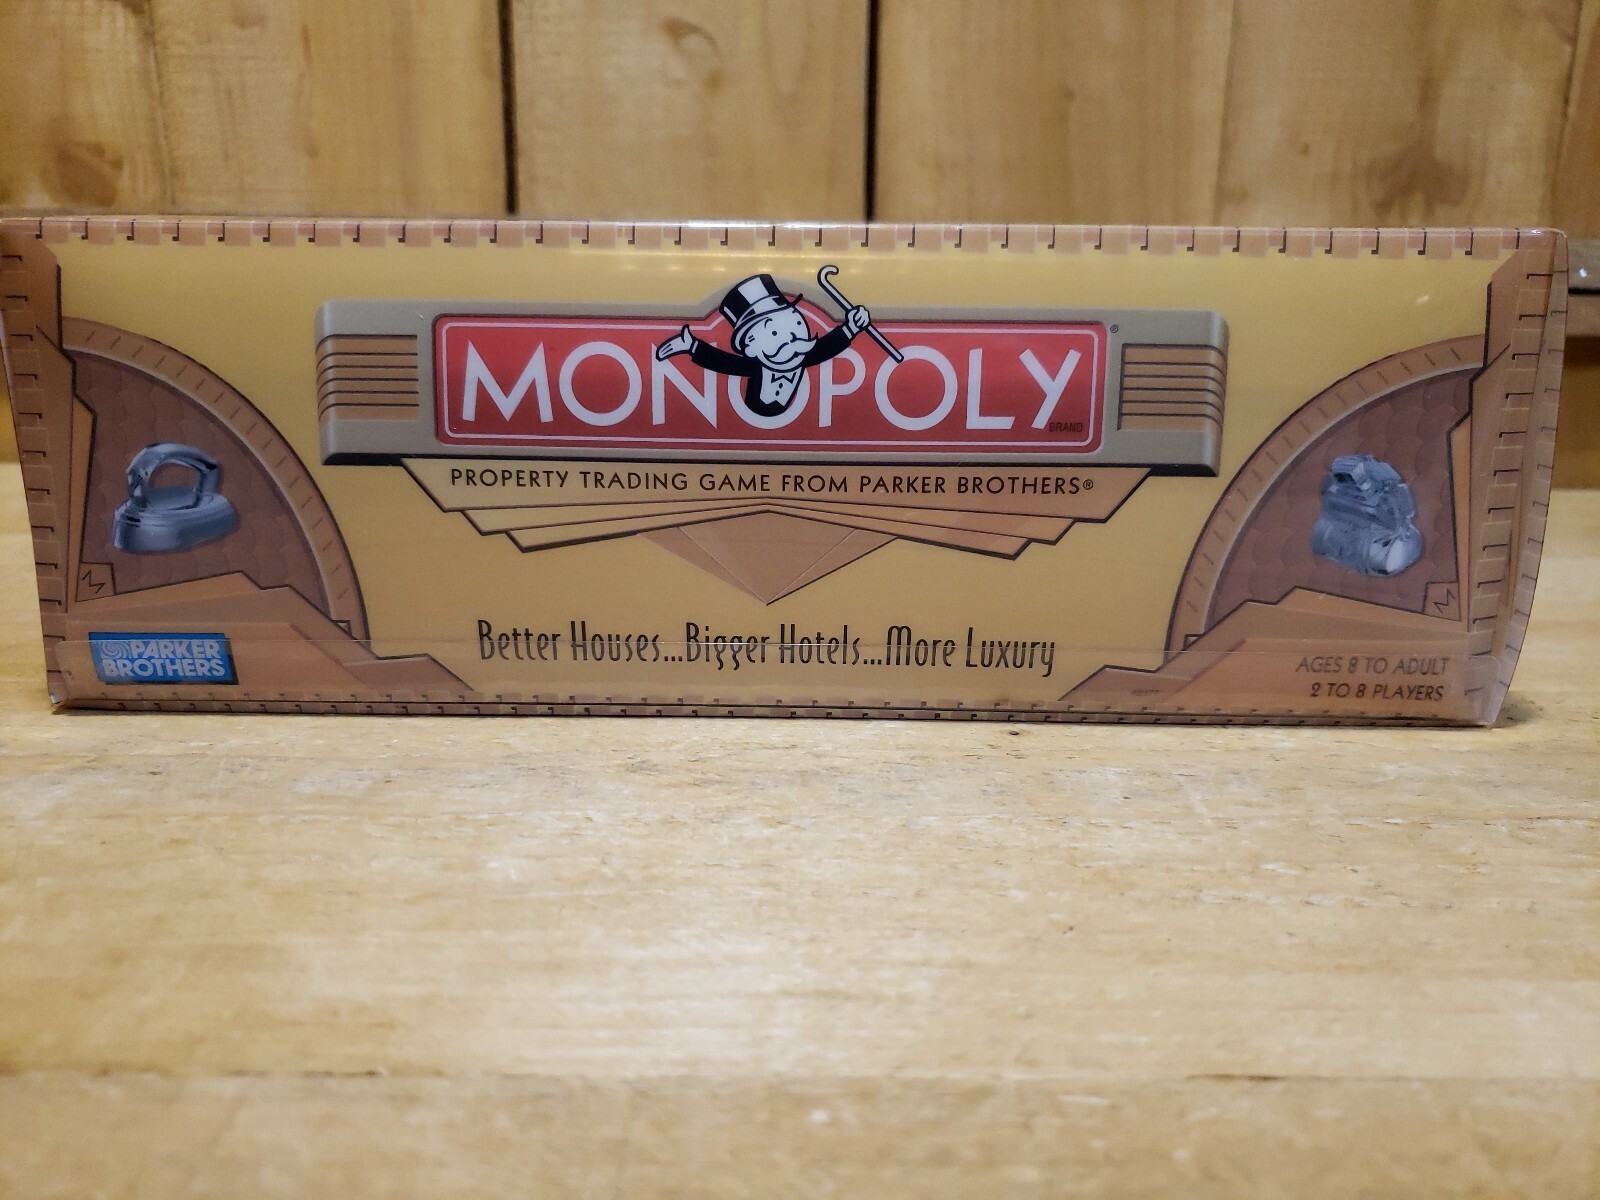 MONOPOLY®
BRAND
PROPERTY TRADING GAME FROM PARKER BROTHERS®
Better Houses...Bigger Hotels...More Luxury
PARKER
BROTHERS
AGES 8 TO ADULT
2 TO 8 PLAYERS
M
M